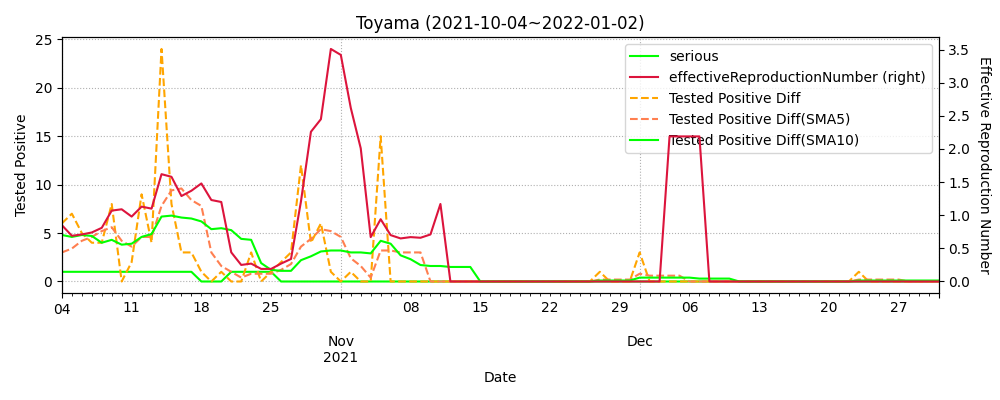 Toyama (2021-10-04~2022-01-02)
serious
effectiveReproductionNumber (right)
Tested Positive Diff
Tested Positive Diff(SMA5)
Tested Positive Diff(SMA10)
Tested Positive
25
20
15
10
5
0
Effective Reproduction Number
3.5
3.0
2.5
2.0
1.5
1.0
0.5
0.0
04 11 18 25 08 15 22 29 06 13 20 27
Nov Dec
2021
Date